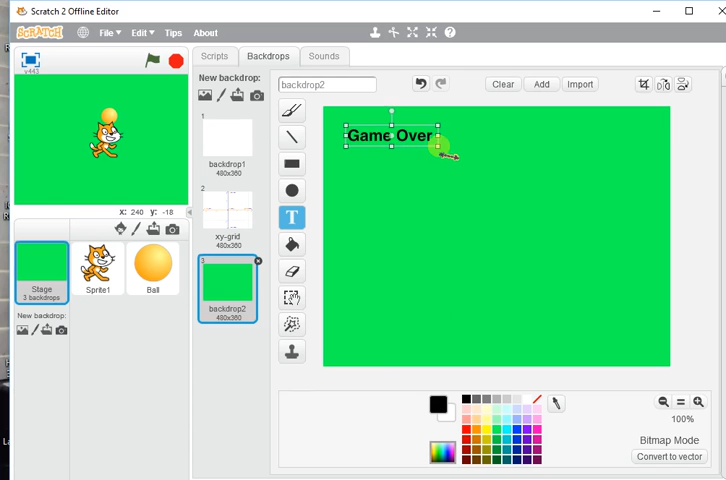 Scratch 2 Offline Editor
SCRATCH File Edit Tips About
v443
Scripts Backdrops Sounds
New backdrop:
backdrop2
Clear Add Import
1
backdrop1
480x360
2
xy-grid
480x360
3
backdrop2
480x360
Game Over
T
x: 240 y: -18
Stage
3 backdrops
Sprite1
Ball
New backdrop:
100%
Bitmap Mode
Convert to vector